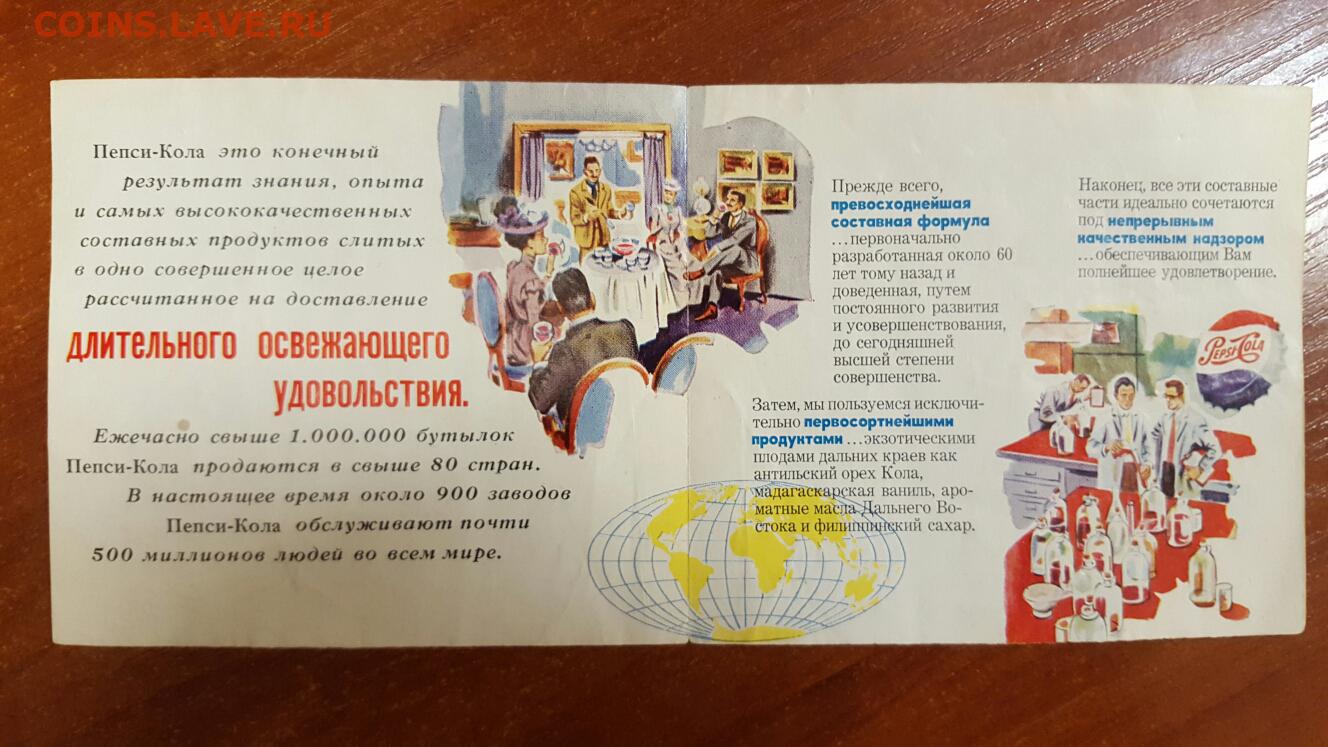 COINS.LAVE.RU
Пепси-Кола это конечный
результат знания, опыта
и самых высококачественных
составных продуктов слитых
в одно совершенное целое
рассчитанное на доставление
ДЛИТЕЛЬНОГО ОСВЕЖАЮЩЕГО
УДОВОЛЬСТВИЯ.
Ежечасно свыше 1.000.000 бутылок
Пепси-Кола продаются в свыше 80 стран.
В настоящее время около 900 заводов
Пепси-Кола обслуживают почти
500 миллионов людей во всем мире.
Прежде всего,
превосходнейшая
составная формула
...первоначально
разработанная около 60
лет тому назад и
доведенная, путем
постоянного развития
и усовершенствования,
до сегодняшней
высшей степени
совершенства.
Затем, мы пользуемся исключи-
тельно первосортнейшими
продуктами ...экзотическими
плодами дальних краев как
антильский орех Кола,
мадагаскарская ваниль, аро-
матные масла Дальнего Во-
стока и филиппинский сахар.
Наконец, все эти составные
части идеально сочетаются
под непрерывным
качественным надзором
...обеспечивающим Вам
полнейшее удовлетворение.
PEPSI-COLA